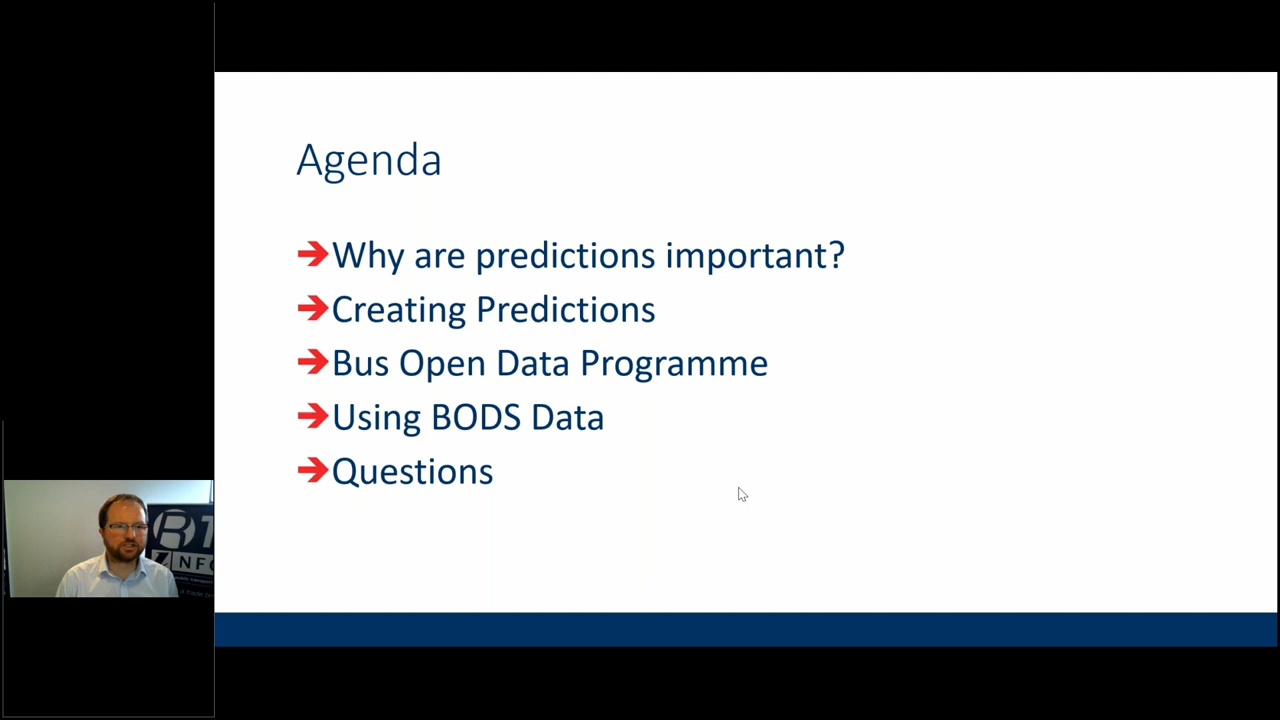 Agenda
Why are predictions important?
Creating Predictions
Bus Open Data Programme
Using BODS Data
Questions